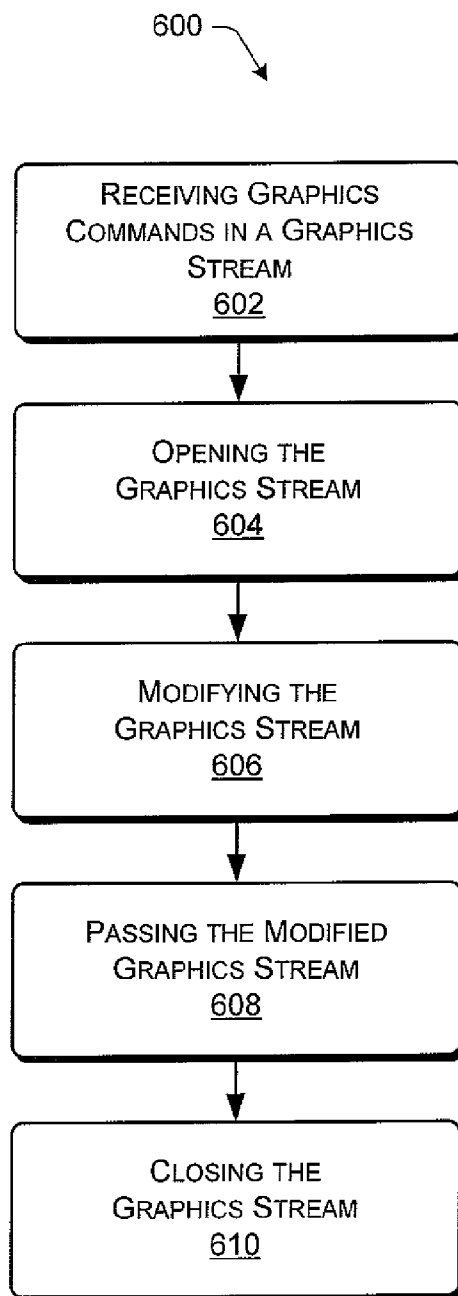 600
RECEIVING GRAPHICS
COMMANDS IN A GRAPHICS
STREAM
602
OPENING THE
GRAPHICS STREAM
604
MODIFYING THE
GRAPHICS STREAM
606
PASSING THE MODIFIED
GRAPHICS STREAM
608
CLOSING THE
GRAPHICS STREAM
610